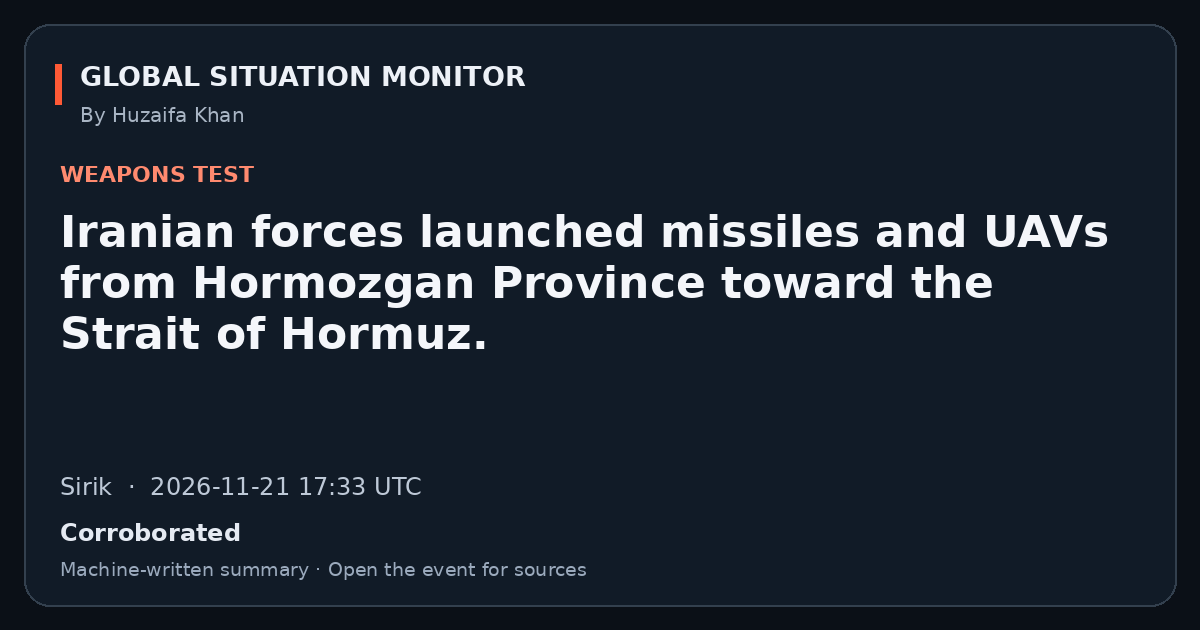 GLOBAL SITUATION MONITOR
By Huzaifa Khan
WEAPONS TEST
Iranian forces launched missiles and UAVs
from Hormozgan Province toward the
Strait of Hormuz.
Sirik · 2026-11-21 17:33 UTC
Corroborated
Machine-written summary · Open the event for sources